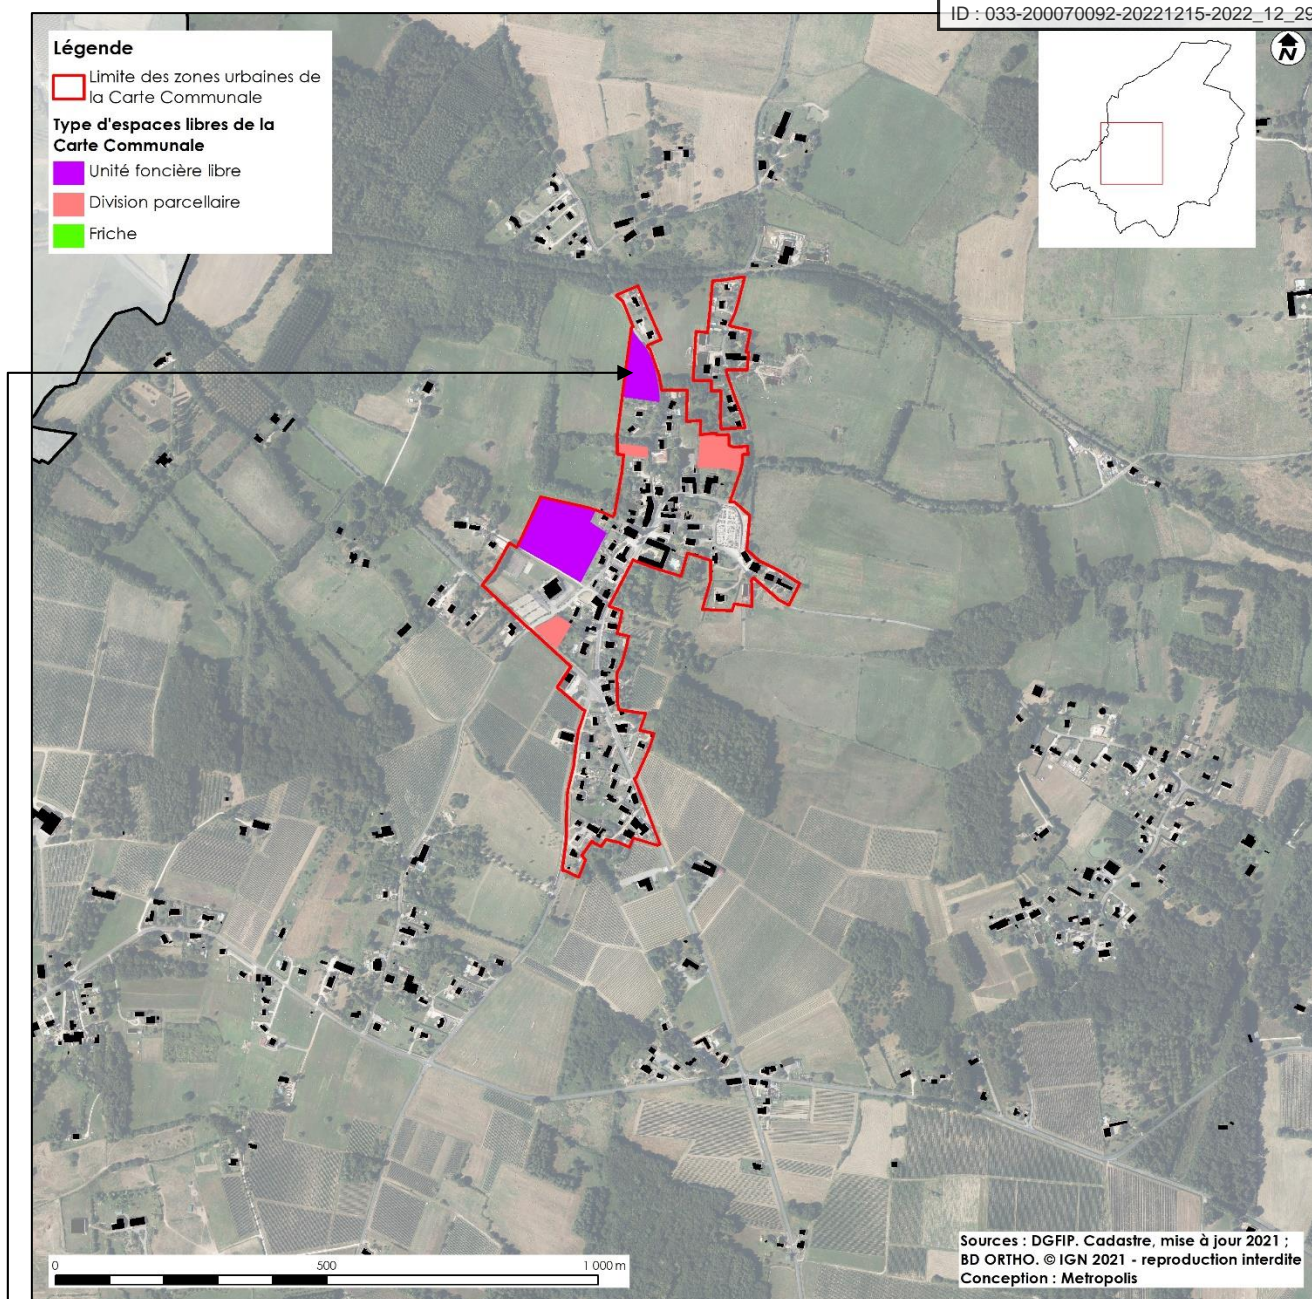 ID : 033-200070092-20221215-2022_12_29
N
Légende
Limite des zones urbaines de
la Carte Communale
Type d'espaces libres de la
Carte Communale
Unité foncière libre
Division parcellaire
Friche
0 500 1 000 m
Sources : DGFIP. Cadastre, mise à jour 2021 ;
BD ORTHO. © IGN 2021 - reproduction interdite
Conception : Metropolis